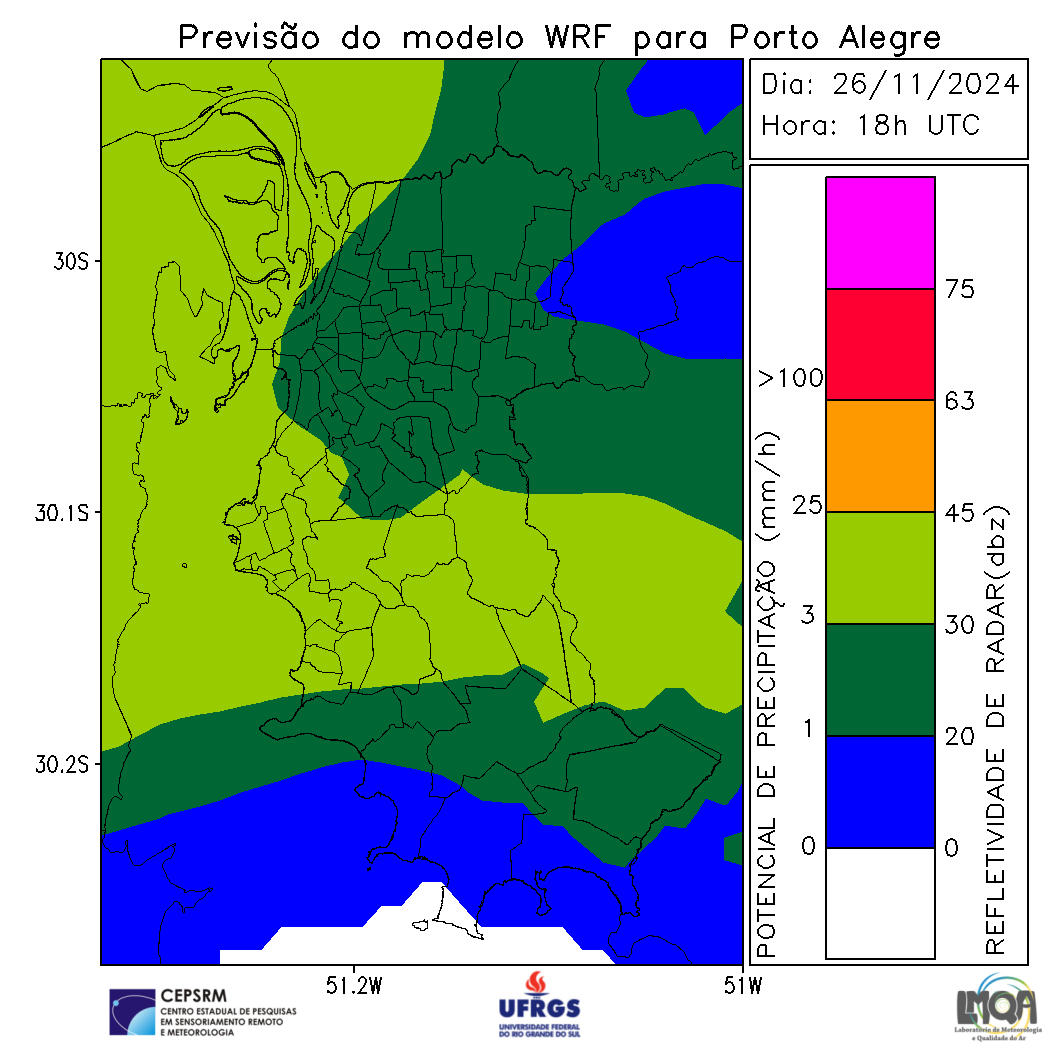 Previsão do modelo WRF para Porto Alegre
Dia: 26/11/2024
Hora: 18h UTC
30S
30.1S
30.2S
51.2W
51W
POTENCIAL DE PRECIPITAÇÃO (mm/h)
>100
25
3
1
0
75
63
45
30
20
0
REFLETIVIDADE DE RADAR(dbz)
CEPSRM
CENTRO ESTADUAL DE PESQUISAS
EM SENSORIAMENTO REMOTO
E METEOROLOGIA
UFRGS
UNIVERSIDADE FEDERAL
DO RIO GRANDE DO SUL
LMQA
Laboratório de Meteorologia
e Qualidade do Ar